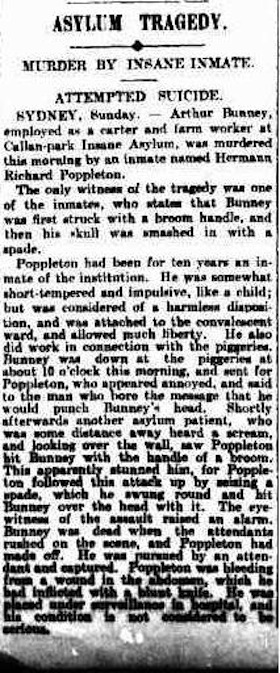 ASYLUM TRAGEDY.
MURDER BY INSANE INMATE.
ATTEMPTED SUICIDE.
SYDNEY, Sunday. — Arthur Bunney,
employed as a carter and farm worker at
Callan-park Insane Asylum, was murdered
this morning by an inmate named Hermann
Richard Poppleton.
The only witness of the tragedy was one
of the inmates, who states that Bunney
was first struck with a broom handle, and
then his skull was smashed in with a
spade.
Poppleton had been for ten years an in-
mate of the institution. He was somewhat
short-tempered and impulsive, like a child;
but was considered of a harmless disposi-
tion, and was attached to the convalescent
ward, and allowed much liberty. He also
did work in connection with the piggeries.
Bunney was down at the piggeries at
about 10 o'clock this morning, and sent for
Poppleton, who appeared annoyed, and said
to the man who bore the message that he
would punch Bunney's head. Shortly
afterwards another asylum patient, who
was some distance away heard a scream,
and looking over the wall, saw Poppleton
hit Bunney with the handle of a broom.
This apparently stunned him, for Popple-
ton followed this attack up by seizing a
spade, which he swung round and hit
Bunney over the head with it. The eye-
witness of the assault raised an alarm.
Bunney was dead when the attendants
rushed on the scene, and Poppleton had
made off. He was pursued by an atten-
dant and captured. Poppleton was bleeding
from a wound in the abdomen, which he
had inflicted with a blunt knife. He was
placed under surveillance in hospital, and
his condition is not considered to be
serious.